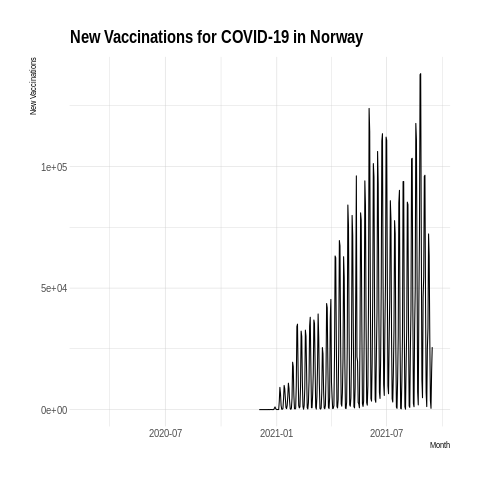 New Vaccinations for COVID-19 in Norway
New Vaccinations
1e+05
5e+04
0e+00
2020-07 2021-01 2021-07
Month